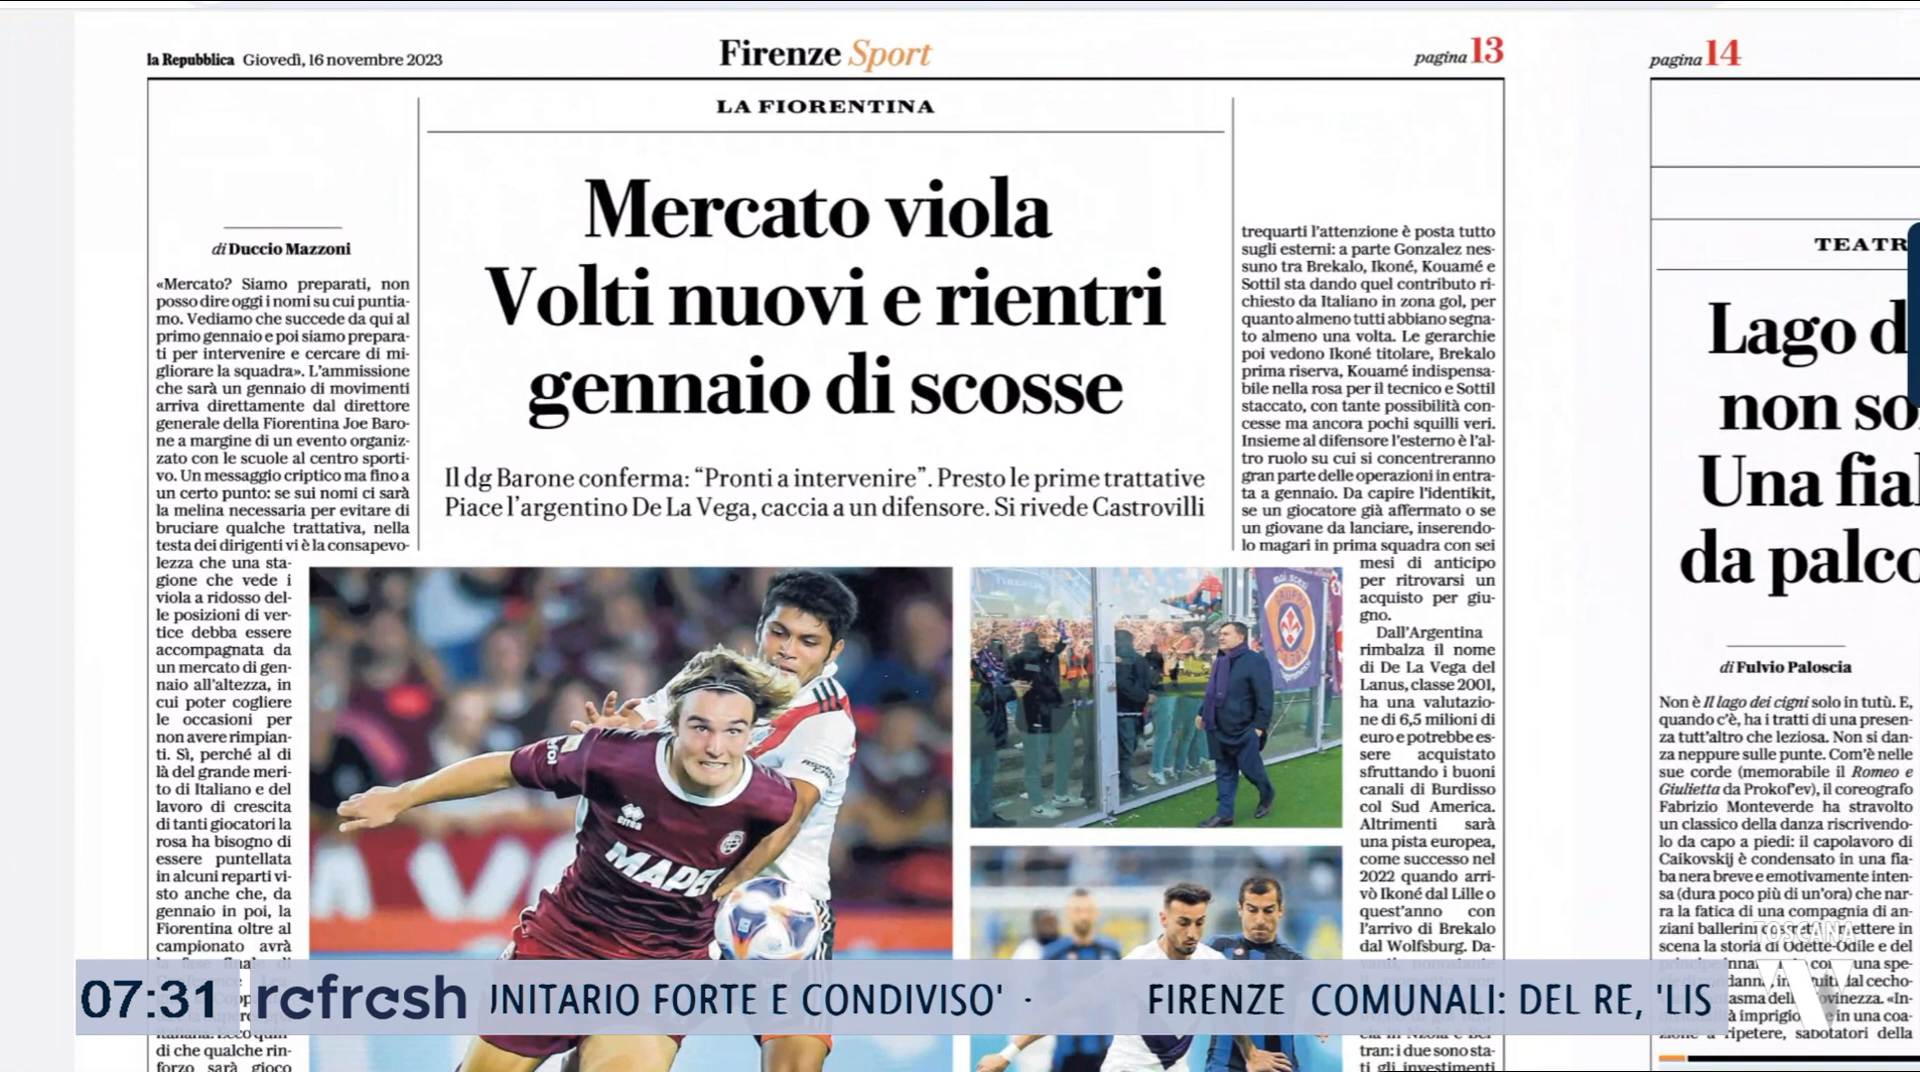 la Repubblica Giovedì, 16 novembre 2023
Firenze Sport
pagina 13
LA FIORENTINA
Mercato viola
Volti nuovi e rientri
gennaio di scosse
Il dg Barone conferma: “Pronti a intervenire”. Presto le prime trattative
Piace l’argentino De La Vega, caccia a un difensore. Si rivede Castrovilli
di Duccio Mazzoni
«Mercato? Siamo preparati, non
posso dire oggi i nomi su cui puntia-
mo. Vediamo che succede da qui al
primo gennaio e poi siamo prepara-
ti per intervenire e cercare di mi-
gliorare la squadra». L’ammissione
che sarà un gennaio di movimenti
arriva direttamente dal direttore
generale della Fiorentina Joe Baro-
ne a margine di un evento organiz-
zato con le scuole al centro sporti-
vo. Un messaggio criptico ma fino a
un certo punto: se sui nomi ci sarà
la melina necessaria per evitare di
bruciare qualche trattativa, nella
testa dei dirigenti vi è la consapevo-
lezza che una sta-
gione che vede i
viola a ridosso del-
le posizioni di ver-
tice debba essere
accompagnata da
un mercato di gen-
naio all’altezza, in
cui poter cogliere
le occasioni per
non avere rimpian-
ti. Sì, perché al di
là del grande meri-
to di Italiano e del
lavoro di crescita
di tanti giocatori la
rosa ha bisogno di
essere puntellata
in alcuni reparti vi-
sto anche che, da
gennaio in poi, la
Fiorentina oltre al
campionato avrà
la fase finale di
di che qualche rin-
forzo sarà gioco
trequarti l’attenzione è posta tutto
sugli esterni: a parte Gonzalez nes-
suno tra Brekalo, Ikoné, Kouamé e
Sottil sta dando quel contributo ri-
chiesto da Italiano in zona gol, per
quanto almeno tutti abbiano segna-
to almeno una volta. Le gerarchie
poi vedono Ikoné titolare, Brekalo
prima riserva, Kouamé indispensa-
bile nella rosa per il tecnico e Sottil
staccato, con tante possibilità con-
cesse ma ancora pochi squilli veri.
Insieme al difensore l’esterno è l’al-
tro ruolo su cui si concentreranno
gran parte delle operazioni in entra-
ta a gennaio. Da capire l’identikit,
se un giocatore già affermato o se
un giovane da lanciare, inserendo-
lo magari in prima squadra con sei
mesi di anticipo
per ritrovarsi un
acquisto per giu-
gno.
Dall’Argentina
rimbalza il nome
di De La Vega del
Lanus, classe 2001,
ha una valutazio-
ne di 6,5 milioni di
euro e potrebbe es-
sere acquistato
sfruttando i buoni
canali di Burdisso
col Sud America.
Altrimenti sarà
una pista europea,
come successo nel
2022 quando arri-
vò Ikoné dal Lille o
quest’anno con
l’arrivo di Brekalo
dal Wolfsburg. Da-
tran: i due sono sta-
ti gli investimenti
errea
MAPEI
pagina 14
TEATR
Lago d
non so
Una fial
da palco
di Fulvio Paloscia
Non è Il lago dei cigni solo in tutù. E,
quando c’è, ha i tratti di una presen-
za tutt’altro che leziosa. Non si dan-
za neppure sulle punte. Com’è nelle
sue corde (memorabile il Romeo e
Giulietta da Prokof’ev), il coreografo
Fabrizio Monteverde ha stravolto
un classico della danza riscrivendo-
lo da capo a piedi: il capolavoro di
Caikovskij è condensato in una fia-
ba nera breve e emotivamente inten-
sa (dura poco più di un’ora) che nar-
ra la fatica di una compagnia di an-
ziani ballerini
scena la storia di Odette-Odile e del
ripetere, sabotatori della
TOSCANA
07:31 refresh UNITARIO FORTE E CONDIVISO' · FIRENZE COMUNALI: DEL RE, 'LIS